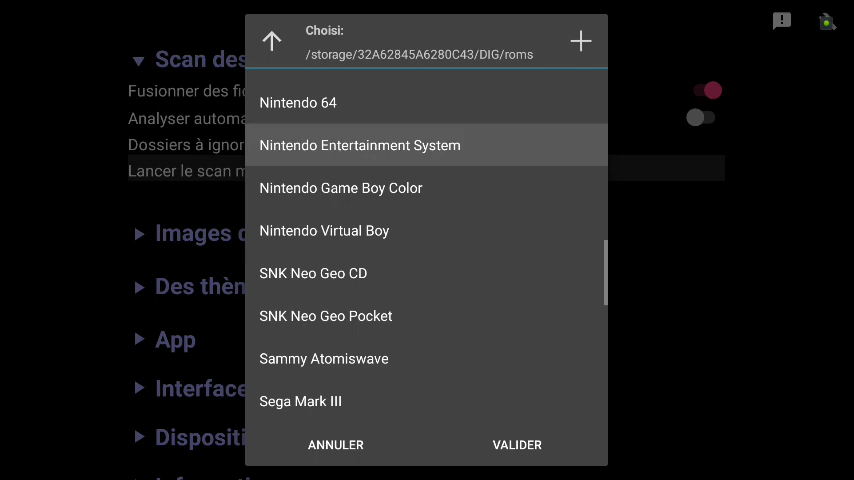 Choisi:
/storage/32A62845A6280C43/DIG/roms
Scan des
Fusionner des fic
Analyser automa
Dossiers à ignor
Lancer le scan m
Images d
Des thèn
App
Interface
Dispositi
Nintendo 64
Nintendo Entertainment System
Nintendo Game Boy Color
Nintendo Virtual Boy
SNK Neo Geo CD
SNK Neo Geo Pocket
Sammy Atomiswave
Sega Mark III
ANNULER
VALIDER